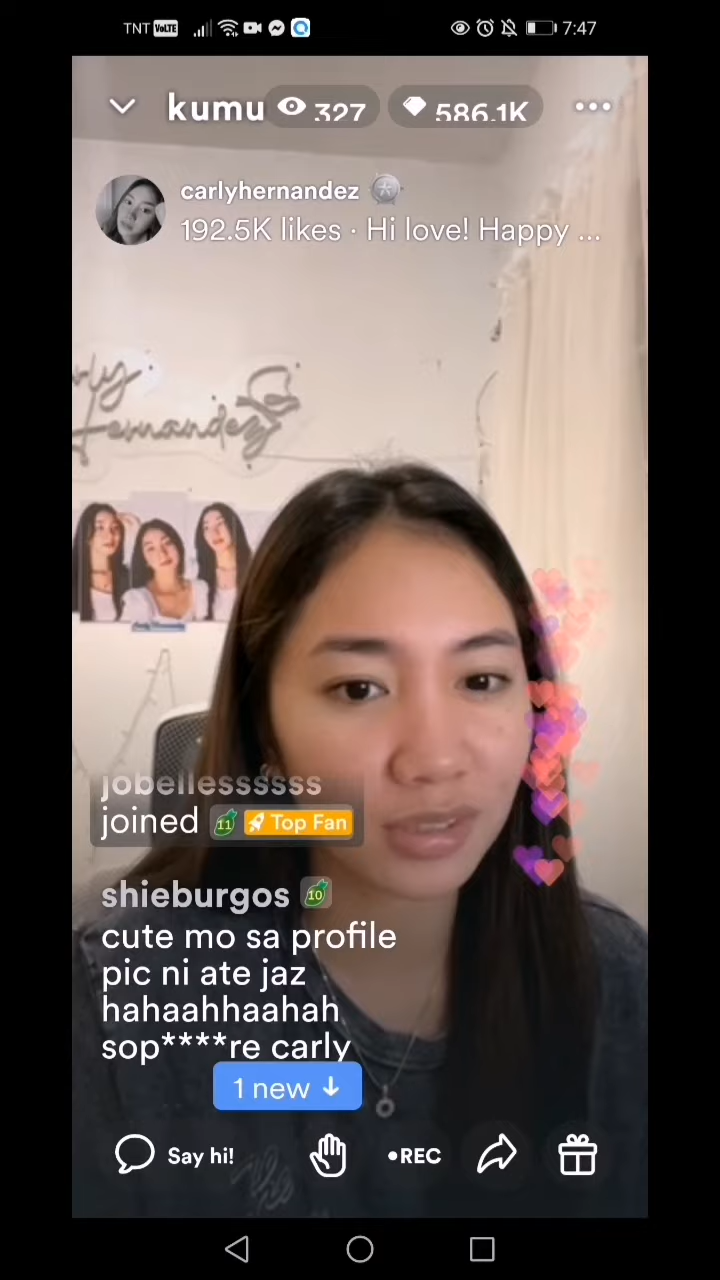 TNT VoLTE 7:47
kumu 327 586.1K
carlyhernandez
192.5K likes · Hi love! Happy ...
Hernandez
jobellessssss
joined 11 Top Fan
shieburgos 10
cute mo sa profile
pic ni ate jaz
hahaahhaahah
sop****re carly
1 new
Say hi! •REC